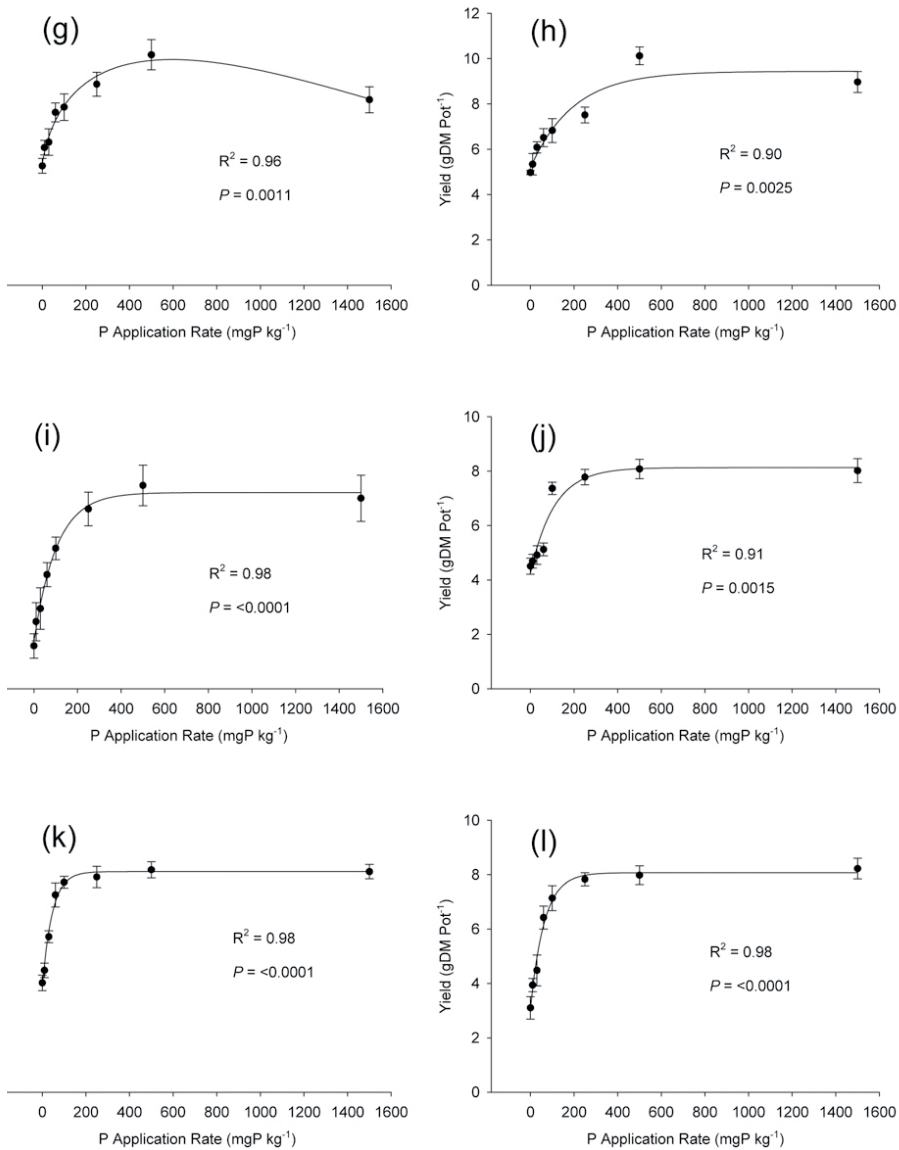 (g)
R² = 0.96
P = 0.0011
0 200 400 600 800 1000 1200 1400 1600
P Application Rate (mgP kg⁻¹)
(h)
Yield (gDM Pot⁻¹)
12
10
8
6
4
2
0
R² = 0.90
P = 0.0025
0 200 400 600 800 1000 1200 1400 1600
P Application Rate (mgP kg⁻¹)
(i)
R² = 0.98
P = <0.0001
0 200 400 600 800 1000 1200 1400 1600
P Application Rate (mgP kg⁻¹)
(j)
Yield (gDM Pot⁻¹)
10
8
6
4
2
0
R² = 0.91
P = 0.0015
0 200 400 600 800 1000 1200 1400 1600
P Application Rate (mgP kg⁻¹)
(k)
R² = 0.98
P = <0.0001
0 200 400 600 800 1000 1200 1400 1600
P Application Rate (mgP kg⁻¹)
(l)
Yield (gDM Pot⁻¹)
10
8
6
4
2
0
R² = 0.98
P = <0.0001
0 200 400 600 800 1000 1200 1400 1600
P Application Rate (mgP kg⁻¹)